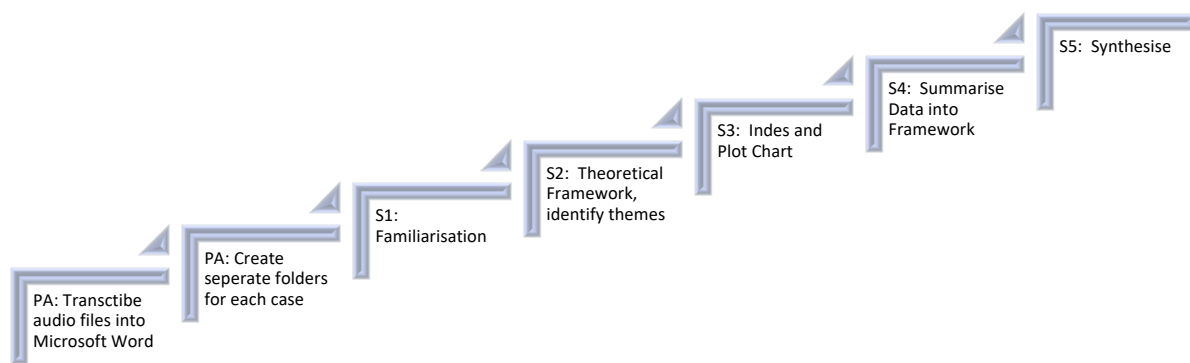 PA: Transctibe
audio files into
Microsoft Word
PA: Create
seperate folders
for each case
S1:
Familiarisation
S2:  Theoretical
Framework,
identify themes
S3:  Indes and
Plot Chart
S4:  Summarise
Data into
Framework
S5:  Synthesise